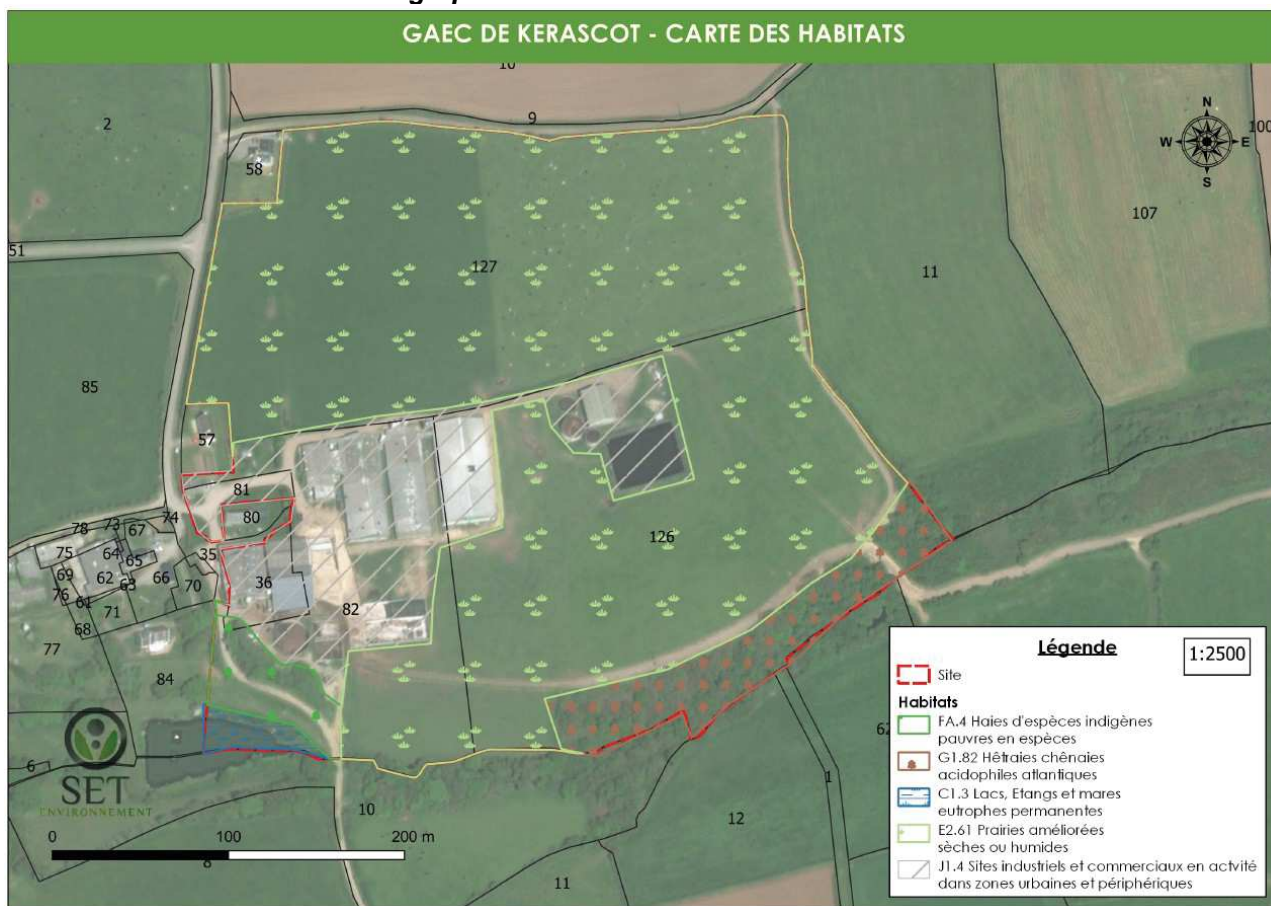 GAEC DE KERASCOT - CARTE DES HABITATS
10
2
9
N
100
58
W
E
S
107
51
127
11
85
57
81
80
78
73
67
74
75
64
65
35
126
69
62
63
66
70
36
76
61
71
82
68
77
84
Légende
1:2500
Site
Habitats
FA.4 Haies d'espèces indigènes
pauvres en espèces
G1.82 Hêtraies chênaies
acidophiles atlantiques
C1.3 Lacs, Etangs et mares
eutrophes permanentes
E2.61 Prairies améliorées
sèches ou humides
J1.4 Sites industriels et commerciaux en actvité
dans zones urbaines et périphériques
62
6
1
SET
ENVIRONNEMENT
10
12
0
100
200 m
8
11